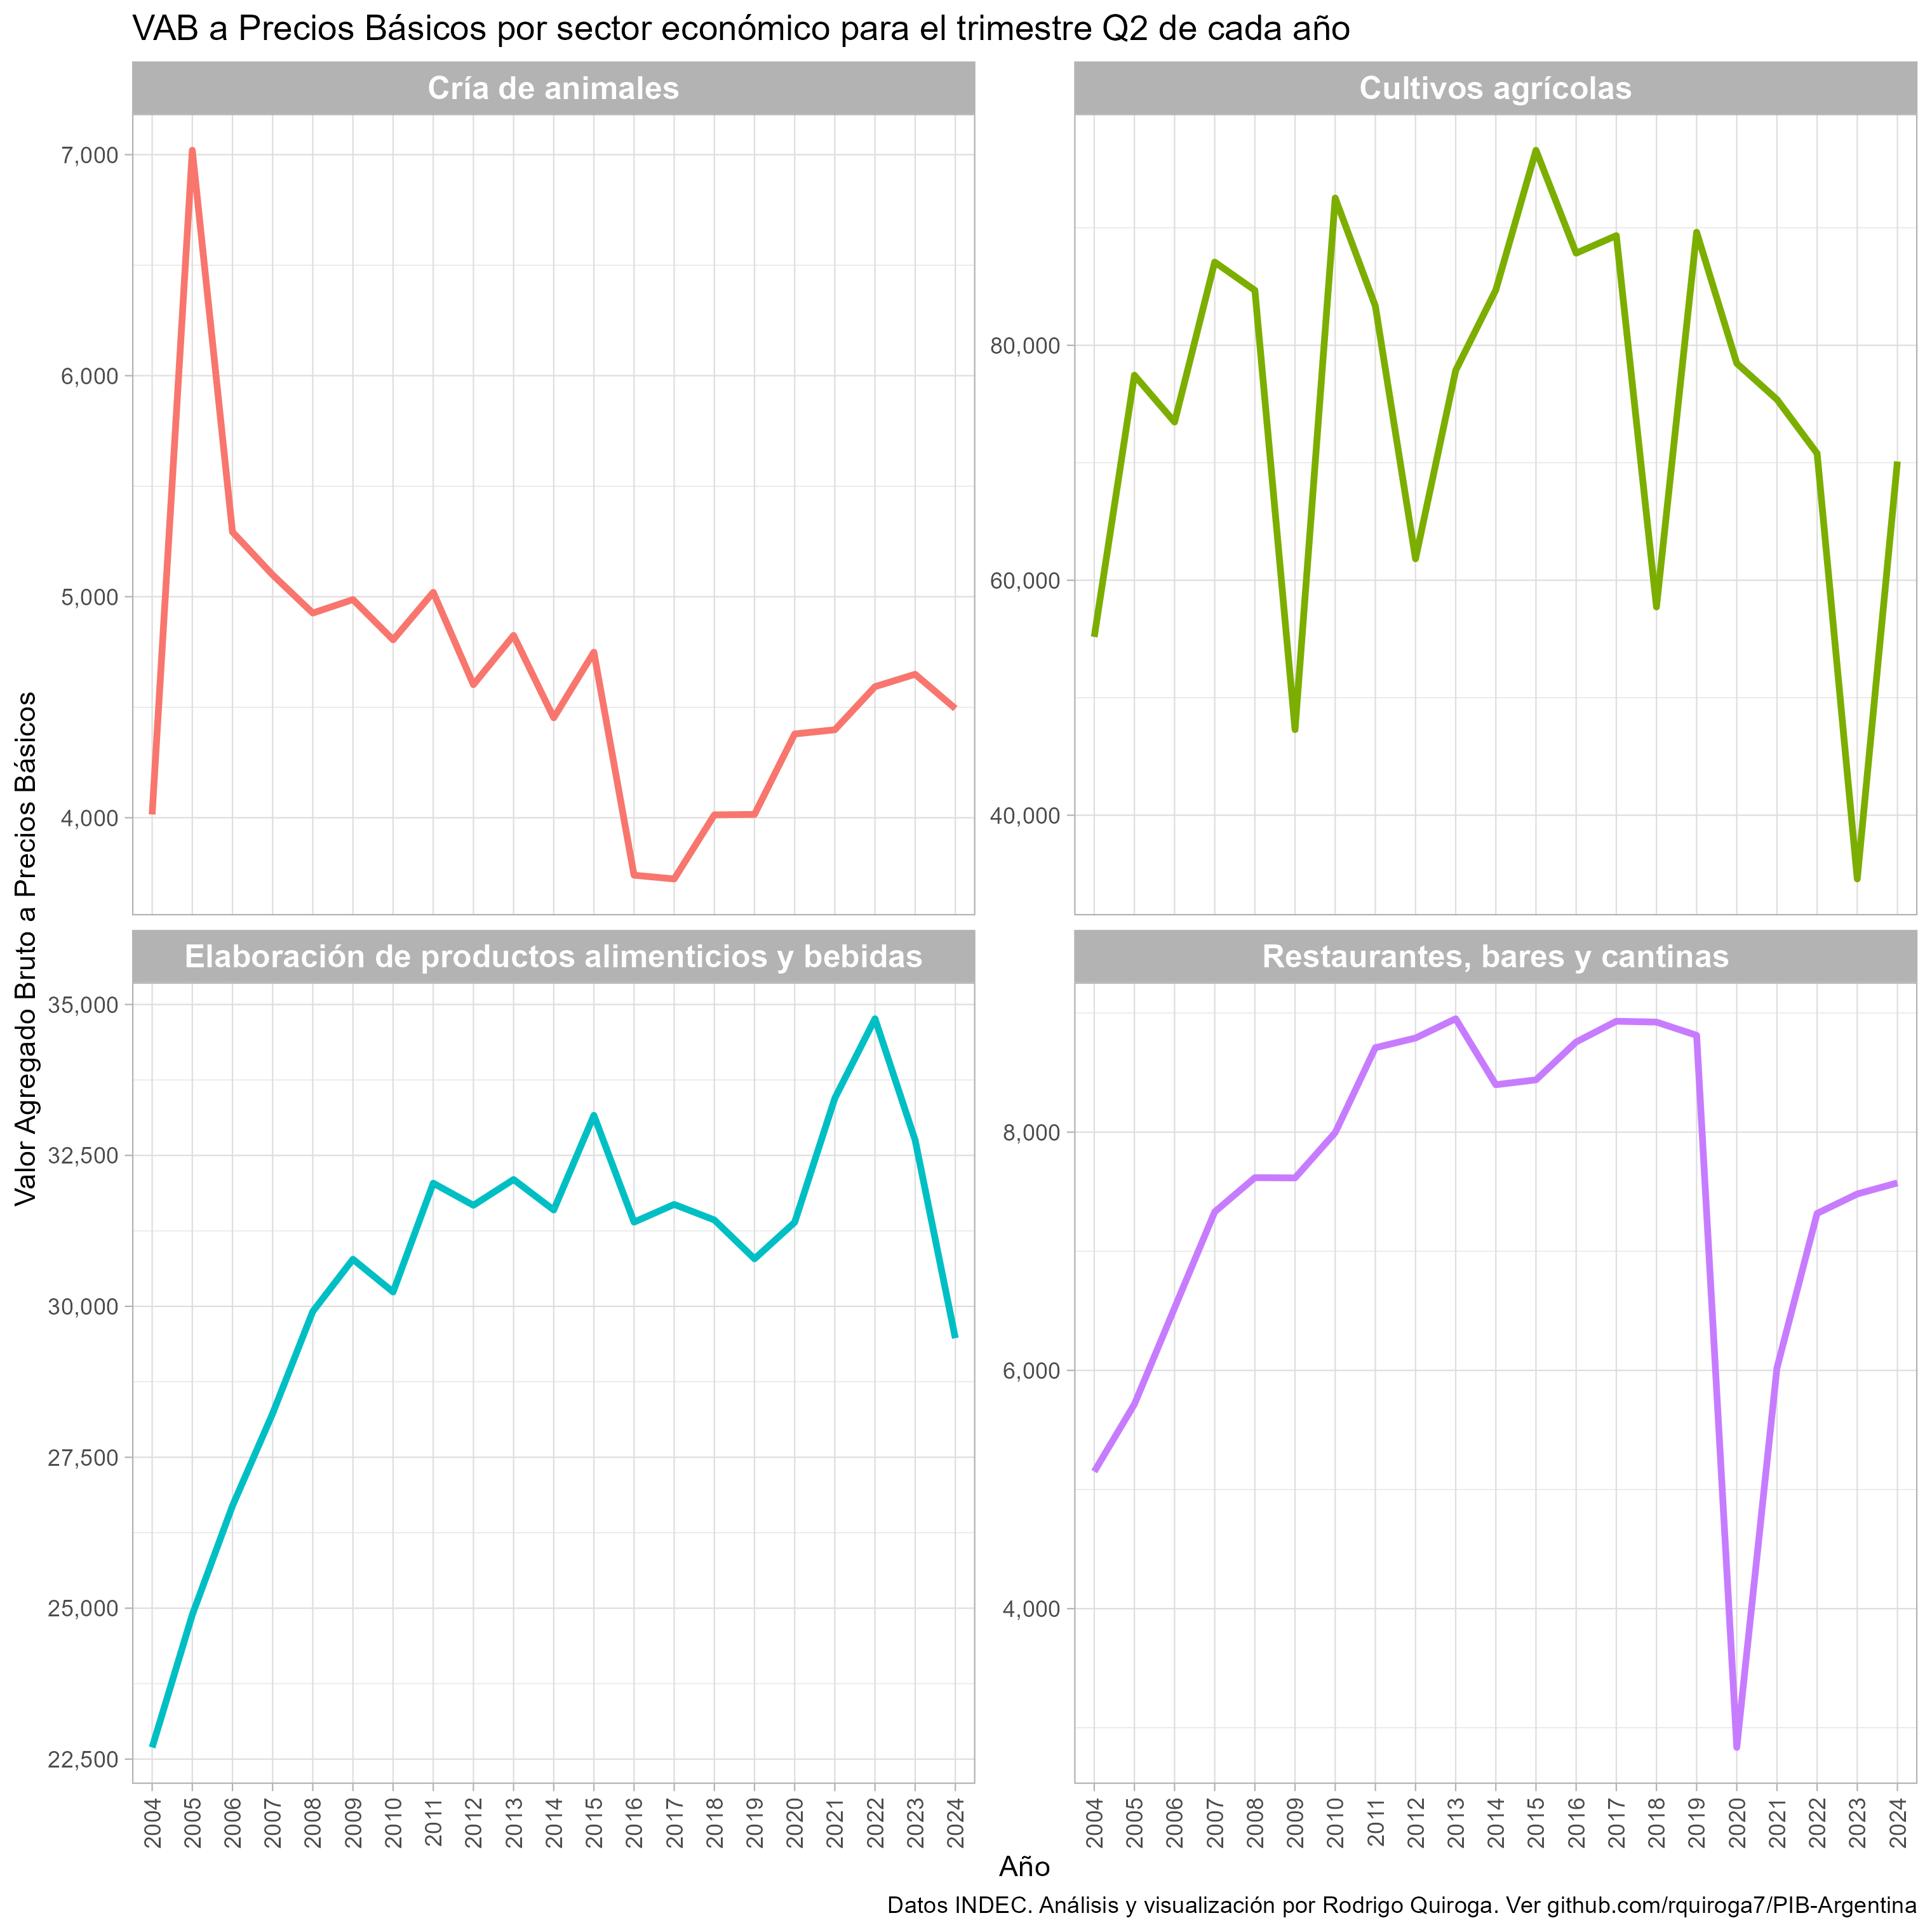 VAB a Precios Básicos por sector económico para el trimestre Q2 de cada año
Cría de animales
7,000
6,000
5,000
4,000
Cultivos agrícolas
80,000
60,000
40,000
Valor Agregado Bruto a Precios Básicos
Elaboración de productos alimenticios y bebidas
35,000
32,500
30,000
27,500
25,000
22,500
2004 2005 2006 2007 2008 2009 2010 2011 2012 2013 2014 2015 2016 2017 2018 2019 2020 2021 2022 2023 2024
Restaurantes, bares y cantinas
8,000
6,000
4,000
2004 2005 2006 2007 2008 2009 2010 2011 2012 2013 2014 2015 2016 2017 2018 2019 2020 2021 2022 2023 2024
Año
Datos INDEC. Análisis y visualización por Rodrigo Quiroga. Ver github.com/rquiroga7/PIB-Argentina